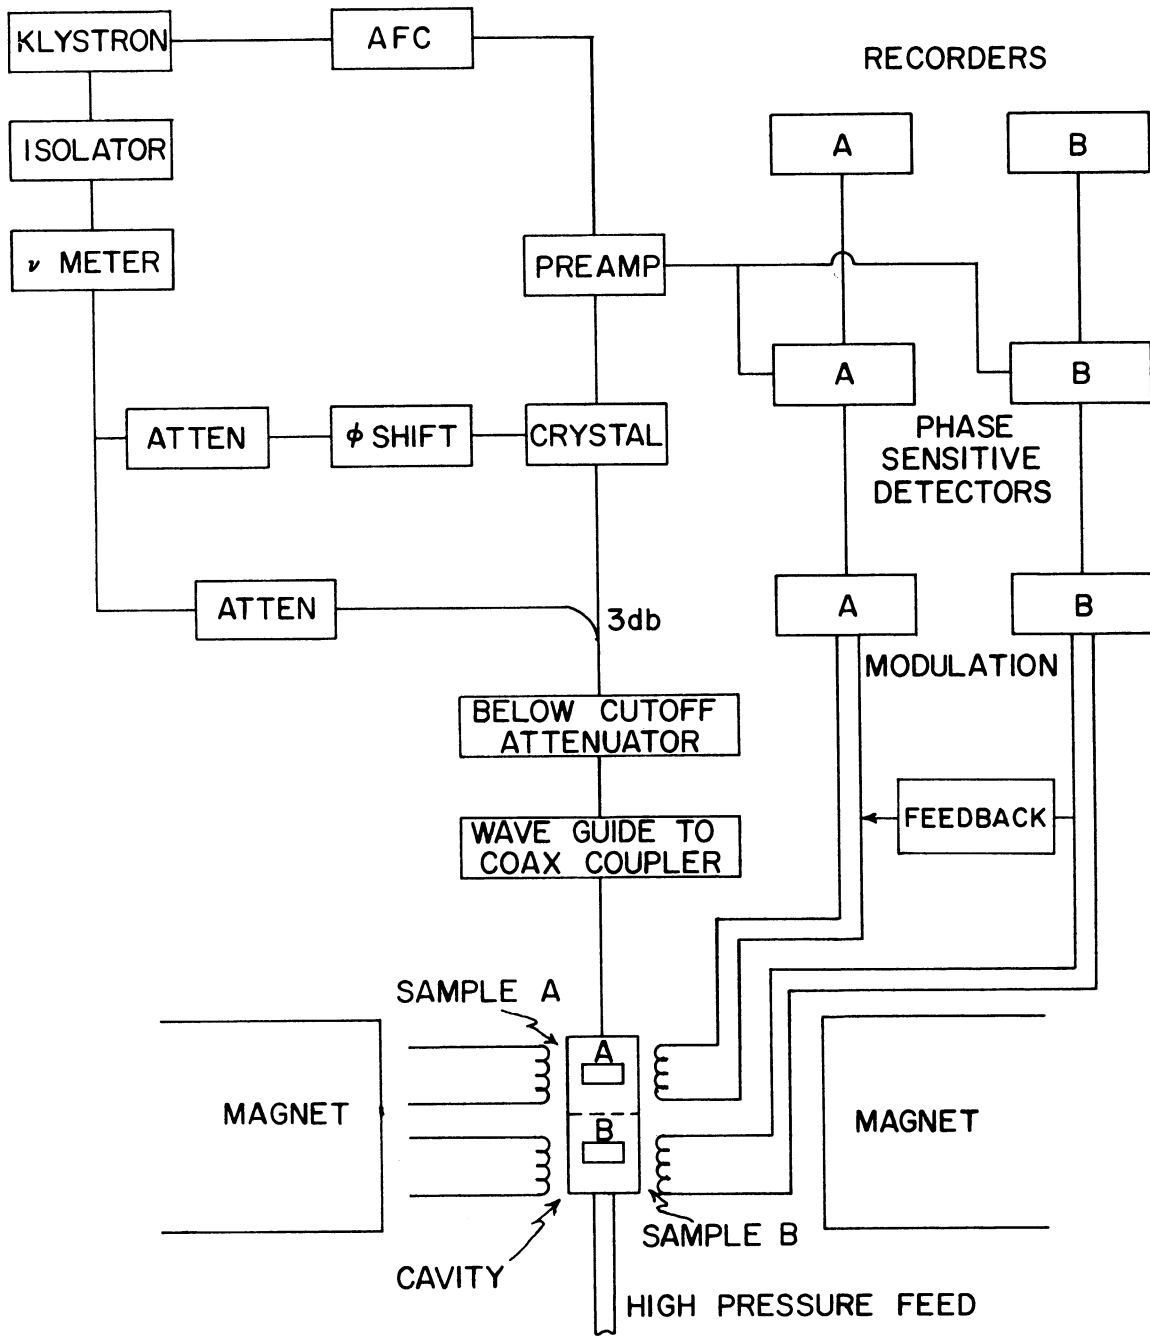 KLYSTRON
AFC
RECORDERS
ISOLATOR
A
B
ν METER
PREAMP
A
B
ATTEN
ϕ SHIFT
CRYSTAL
PHASE
SENSITIVE
DETECTORS
ATTEN
3db
A
B
MODULATION
BELOW CUTOFF
ATTENUATOR
FEEDBACK
WAVE GUIDE TO
COAX COUPLER
SAMPLE A
A
MAGNET
B
MAGNET
SAMPLE B
CAVITY
HIGH PRESSURE FEED